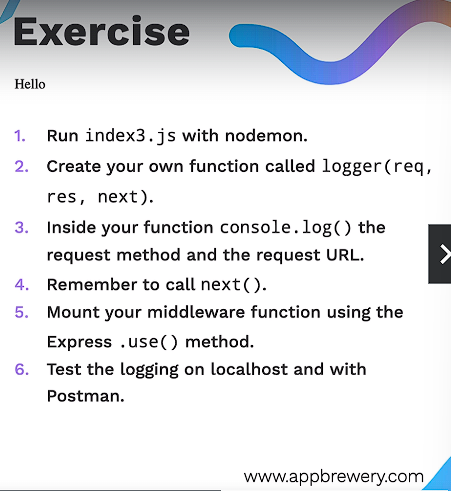 Exercise
Hello
1. Run index3.js with nodemon.
2. Create your own function called logger(req,
res, next).
3. Inside your function console.log() the
request method and the request URL.
4. Remember to call next().
5. Mount your middleware function using the
Express .use() method.
6. Test the logging on localhost and with
Postman.
www.appbrewery.com